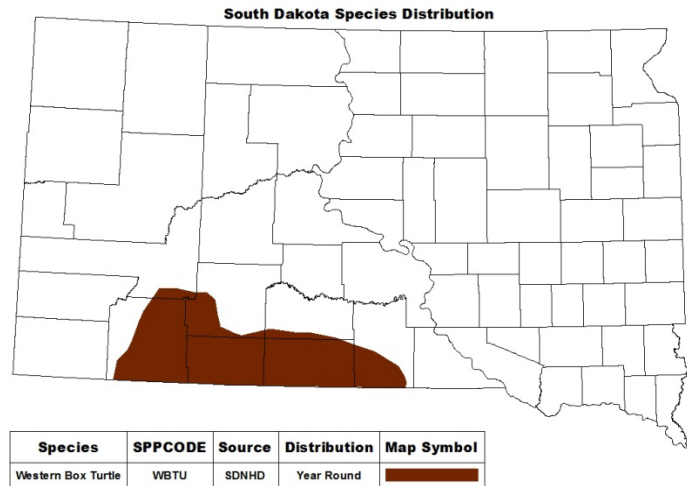 South Dakota Species Distribution
Species SPPCODE Source Distribution Map Symbol
Western Box Turtle WBTU SDNHD Year Round